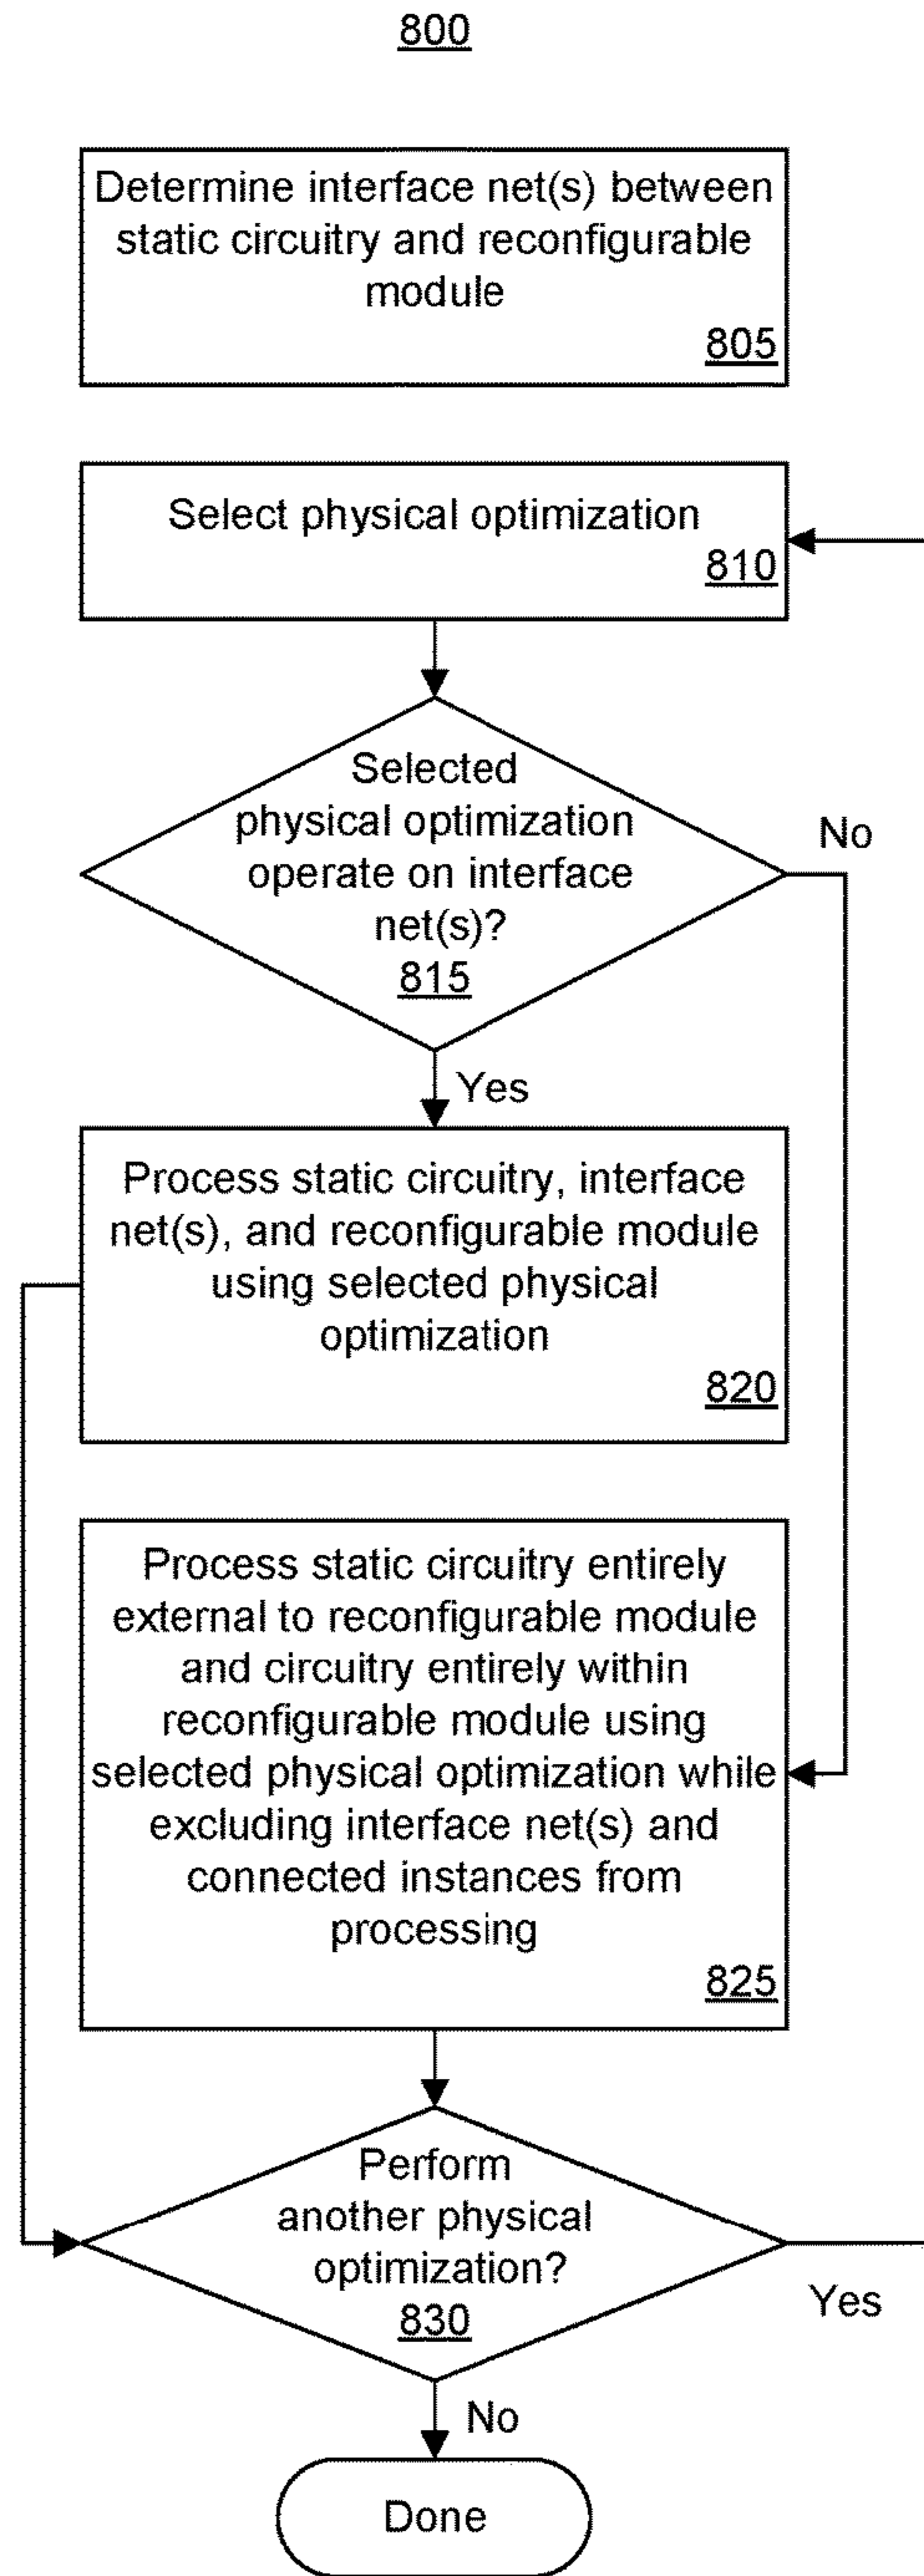 800
Determine interface net(s) between
static circuitry and reconfigurable
module
805
Select physical optimization
810
Selected
physical optimization
operate on interface
net(s)?
815
No
Yes
Process static circuitry, interface
net(s), and reconfigurable module
using selected physical
optimization
820
Process static circuitry entirely
external to reconfigurable module
and circuitry entirely within
reconfigurable module using
selected physical optimization while
excluding interface net(s) and
connected instances from
processing
825
Perform
another physical
optimization?
830
Yes
No
Done